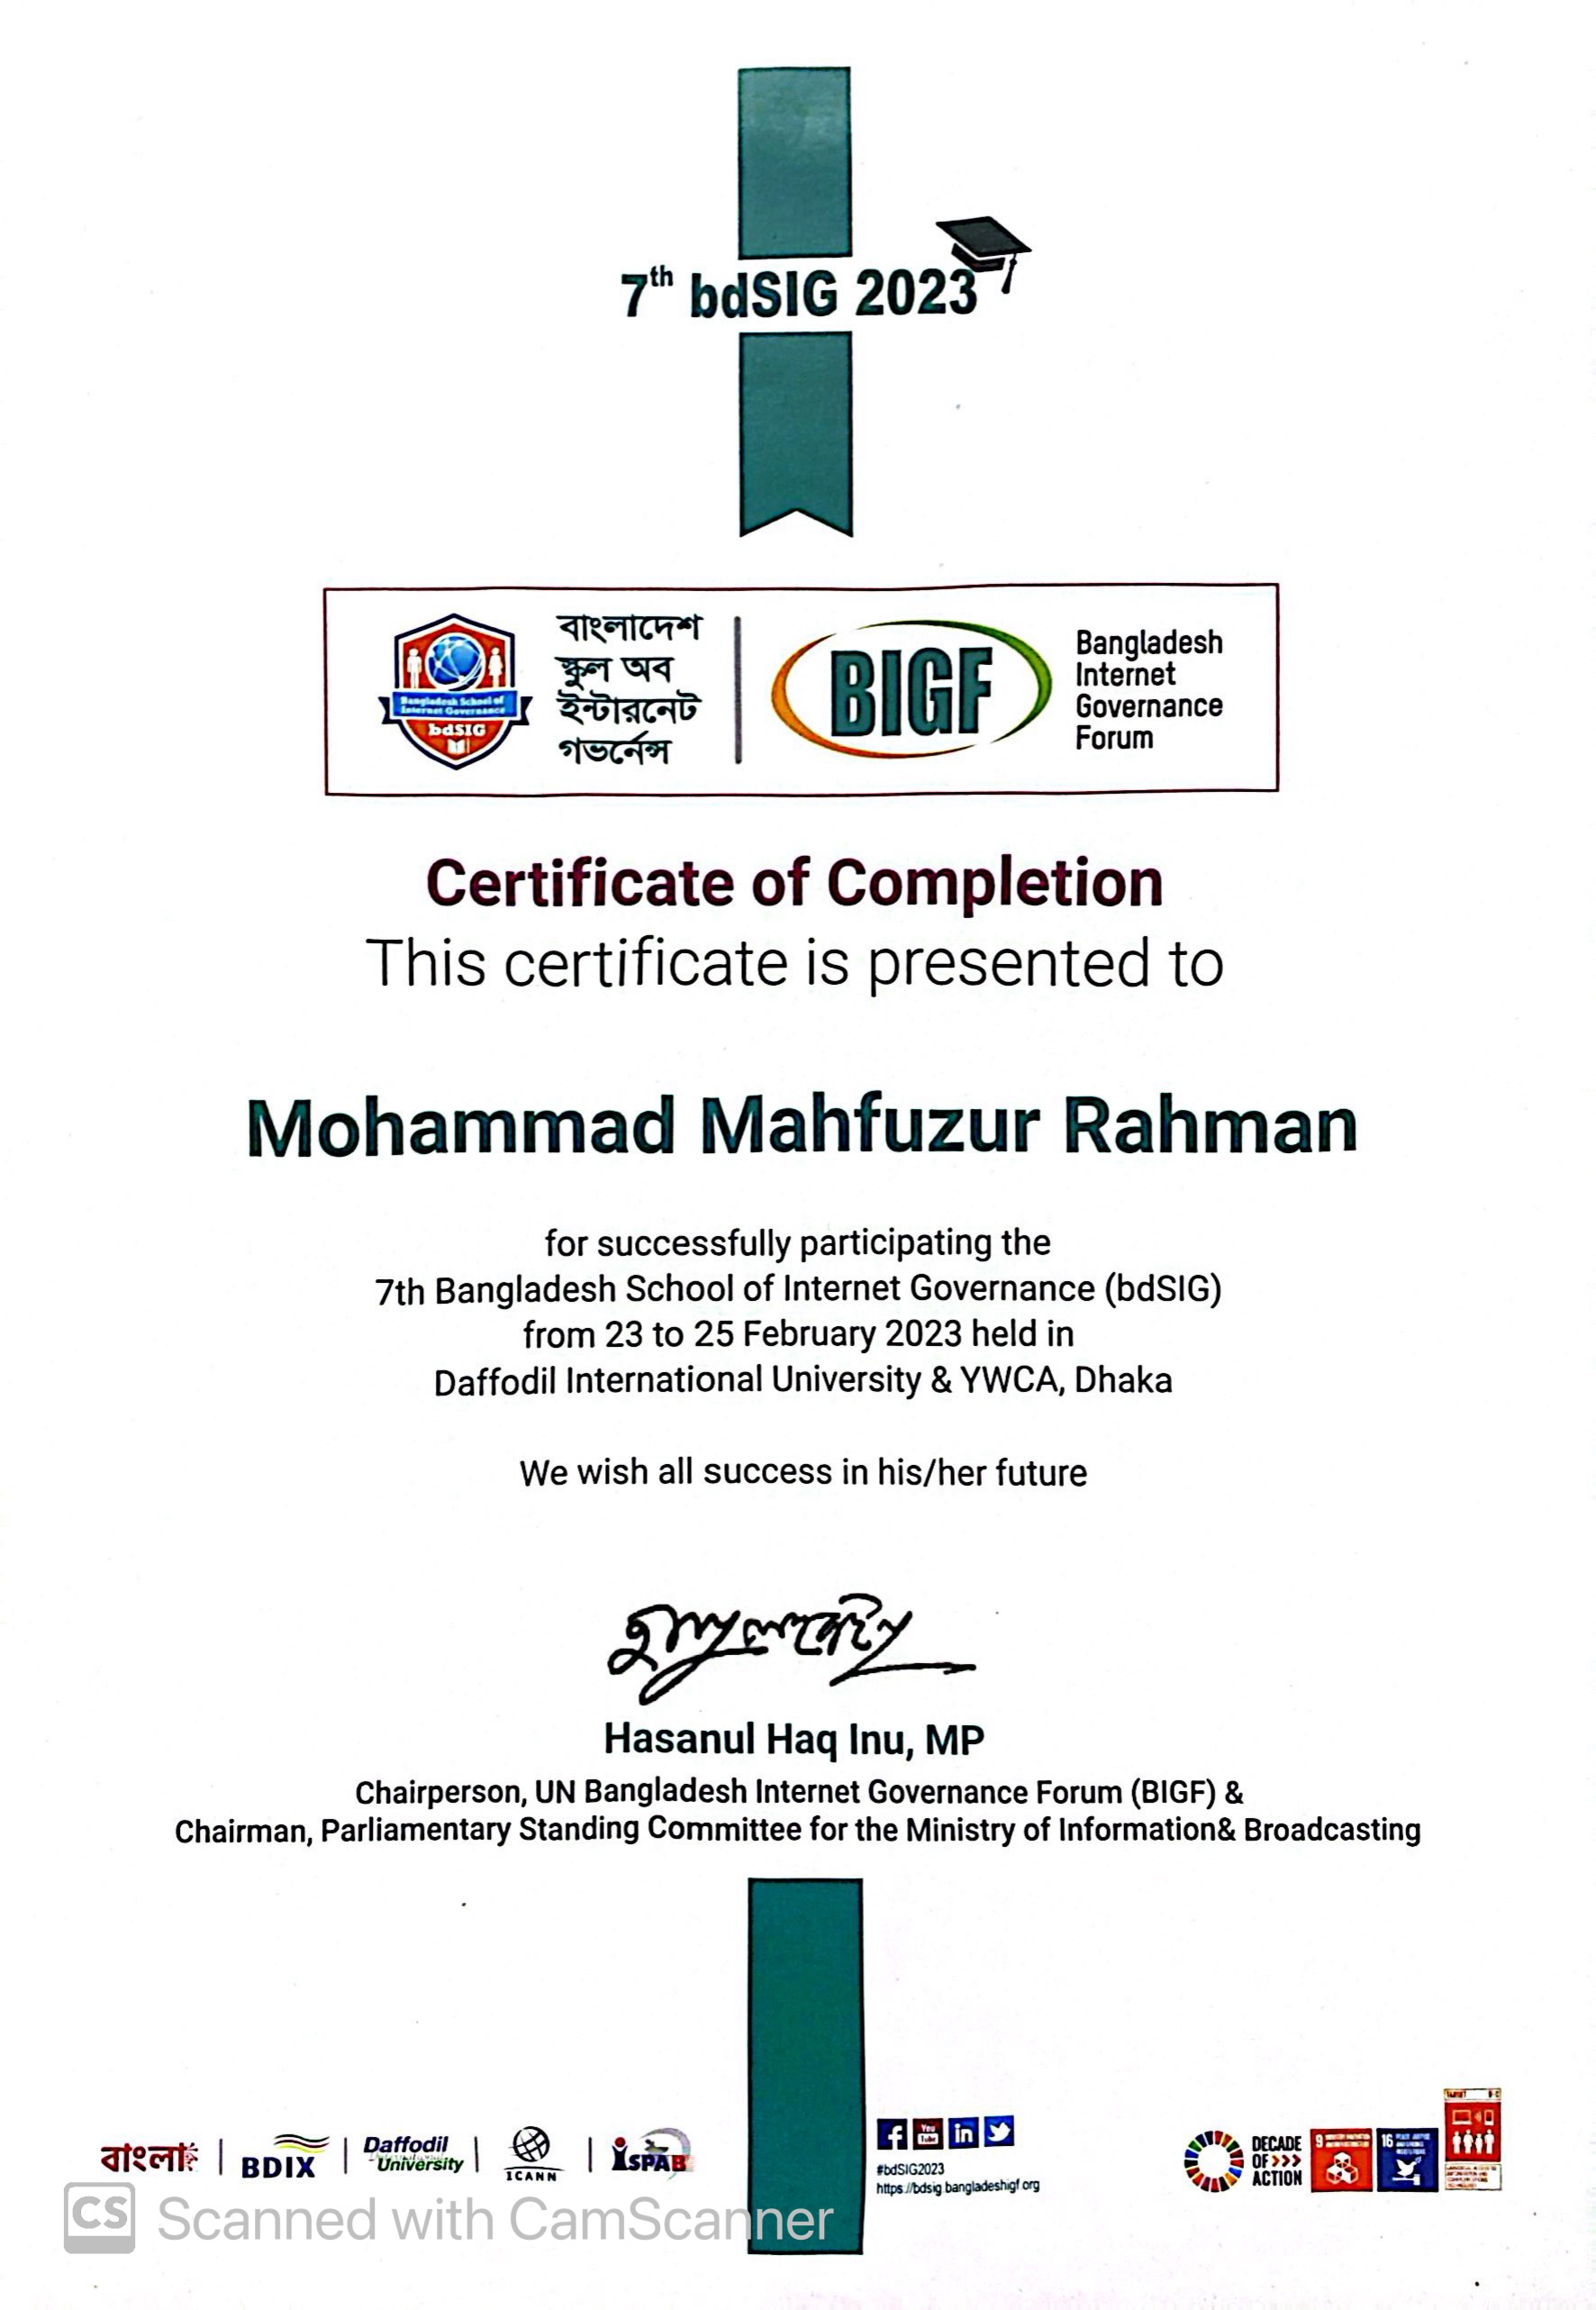 7th bdSIG 2023
Bangladesh School of
Internet Governance
bdSIG
বাংলাদেশ
স্কুল অব
ইন্টারনেট
গভর্নেন্স
BIGF
Bangladesh
Internet
Governance
Forum
Certificate of Completion
This certificate is presented to
Mohammad Mahfuzur Rahman
for successfully participating the
7th Bangladesh School of Internet Governance (bdSIG)
from 23 to 25 February 2023 held in
Daffodil International University & YWCA, Dhaka
We wish all success in his/her future
Hasanul Haq Inu, MP
Chairperson, UN Bangladesh Internet Governance Forum (BIGF) &
Chairman, Parliamentary Standing Committee for the Ministry of Information& Broadcasting
বাংলা
BDIX
Daffodil
University
ICANN
ISPAB
You
Tube
#bdSIG2023
https://bdsig bangladeshigf org
DECADE
OF >>>
ACTION
9
16
CS Scanned with CamScanner